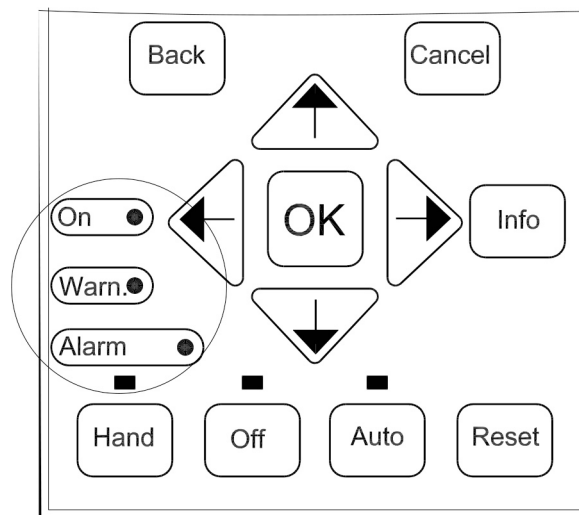 Back
Cancel
OK
On
Info
Warn.
Alarm
Hand
Off
Auto
Reset